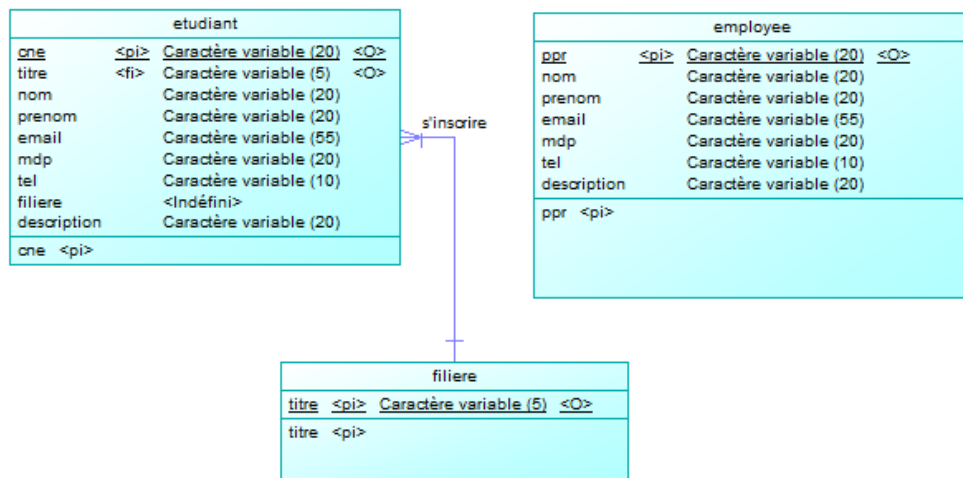 etudiant
cne <pi> Caractère variable (20) <O>
titre <fi> Caractère variable (5) <O>
nom Caractère variable (20)
prenom Caractère variable (20)
email Caractère variable (55)
mdp Caractère variable (20)
tel Caractère variable (10)
filiere <Indéfini>
description Caractère variable (20)
cne <pi>
employee
ppr <pi> Caractère variable (20) <O>
nom Caractère variable (20)
prenom Caractère variable (20)
email Caractère variable (55)
mdp Caractère variable (20)
tel Caractère variable (10)
description Caractère variable (20)
ppr <pi>
s'inscrire
filiere
titre <pi> Caractère variable (5) <O>
titre <pi>